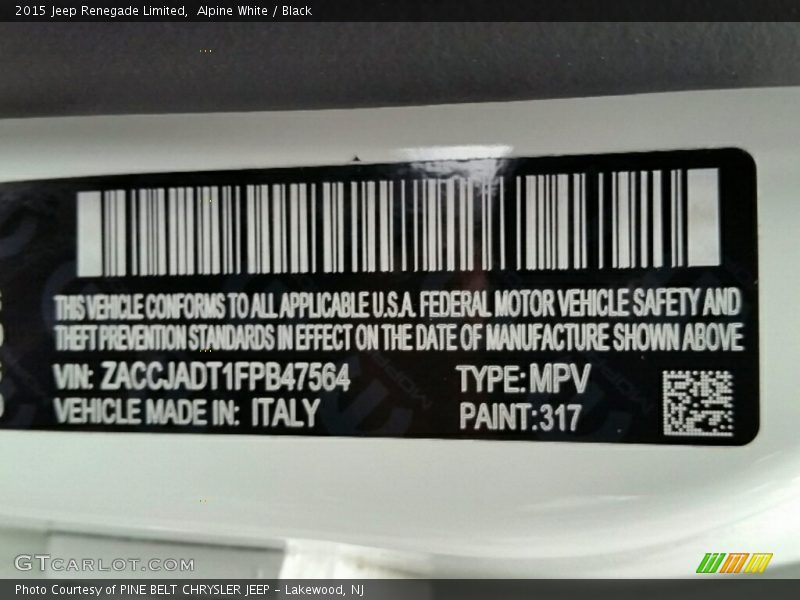 2015 Jeep Renegade Limited,  Alpine White / Black
THIS VEHICLE CONFORMS TO ALL APPLICABLE U.S.A. FEDERAL MOTOR VEHICLE SAFETY AND
THEFT PREVENTION STANDARDS IN EFFECT ON THE DATE OF MANUFACTURE SHOWN ABOVE
VIN: ZACCJADT1FPB47564 TYPE: MPV
VEHICLE MADE IN: ITALY PAINT:317
GTCARLOT.COM
Photo Courtesy of PINE BELT CHRYSLER JEEP - Lakewood, NJ